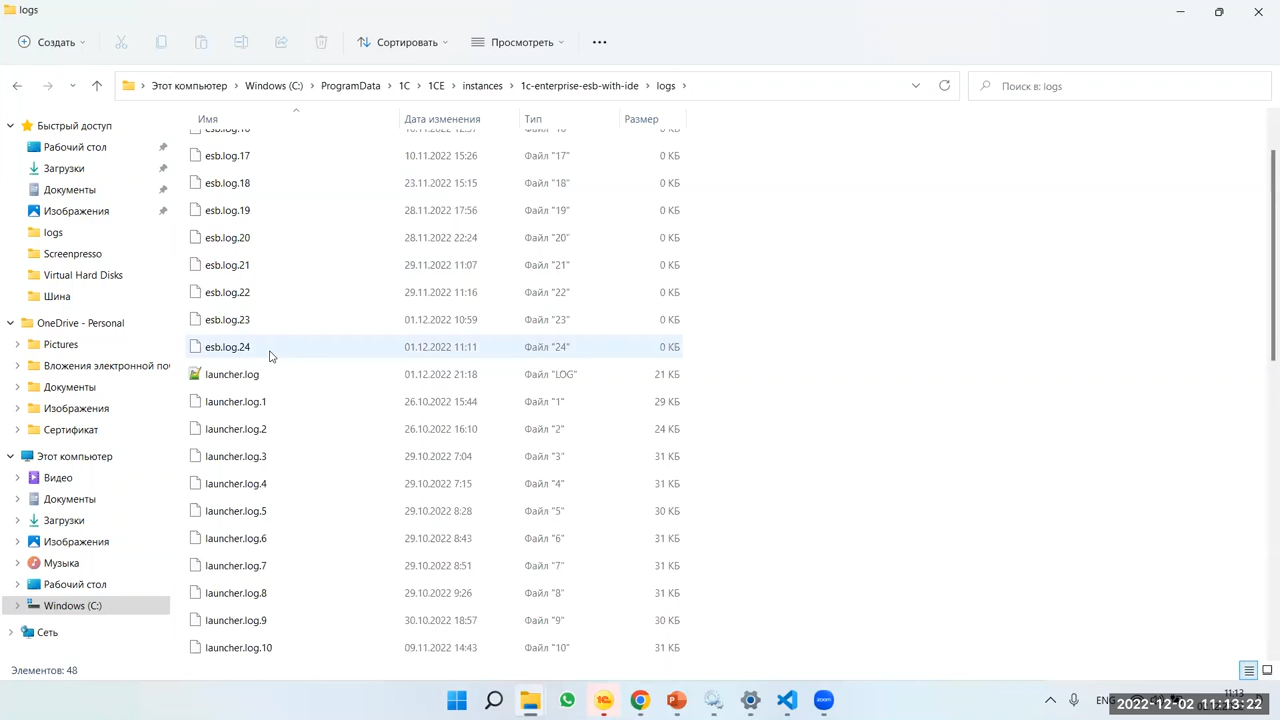 logs
Создать
Сортировать
Просмотреть
Этот компьютер
Windows (C:)
ProgramData
1C
1CE
instances
1c-enterprise-esb-with-ide
logs
Поиск в: logs
Быстрый доступ
Рабочий стол
Загрузки
Документы
Изображения
logs
Screenpresso
Virtual Hard Disks
Шина
OneDrive - Personal
Pictures
Вложения электронной
Документы
Изображения
Сертификат
Этот компьютер
Видео
Документы
Загрузки
Изображения
Музыка
Рабочий стол
Windows (C:)
Сеть
Имя Дата изменения Тип Размер
esb.log.17 10.11.2022 15:26 Файл "17" 0 КБ
esb.log.18 23.11.2022 15:15 Файл "18" 0 КБ
esb.log.19 28.11.2022 17:56 Файл "19" 0 КБ
esb.log.20 28.11.2022 22:24 Файл "20" 0 КБ
esb.log.21 29.11.2022 11:07 Файл "21" 0 КБ
esb.log.22 29.11.2022 11:16 Файл "22" 0 КБ
esb.log.23 01.12.2022 10:59 Файл "23" 0 КБ
esb.log.24 01.12.2022 11:11 Файл "24" 0 КБ
launcher.log 01.12.2022 21:18 Файл "LOG" 21 КБ
launcher.log.1 26.10.2022 15:44 Файл "1" 29 КБ
launcher.log.2 26.10.2022 16:10 Файл "2" 24 КБ
launcher.log.3 29.10.2022 7:04 Файл "3" 31 КБ
launcher.log.4 29.10.2022 7:15 Файл "4" 31 КБ
launcher.log.5 29.10.2022 8:28 Файл "5" 30 КБ
launcher.log.6 29.10.2022 8:43 Файл "6" 31 КБ
launcher.log.7 29.10.2022 8:51 Файл "7" 31 КБ
launcher.log.8 29.10.2022 9:26 Файл "8" 31 КБ
launcher.log.9 30.10.2022 18:57 Файл "9" 30 КБ
launcher.log.10 09.11.2022 14:43 Файл "10" 31 КБ
Элементов: 48
ENG
11:13
2022-12-02 11:13:22